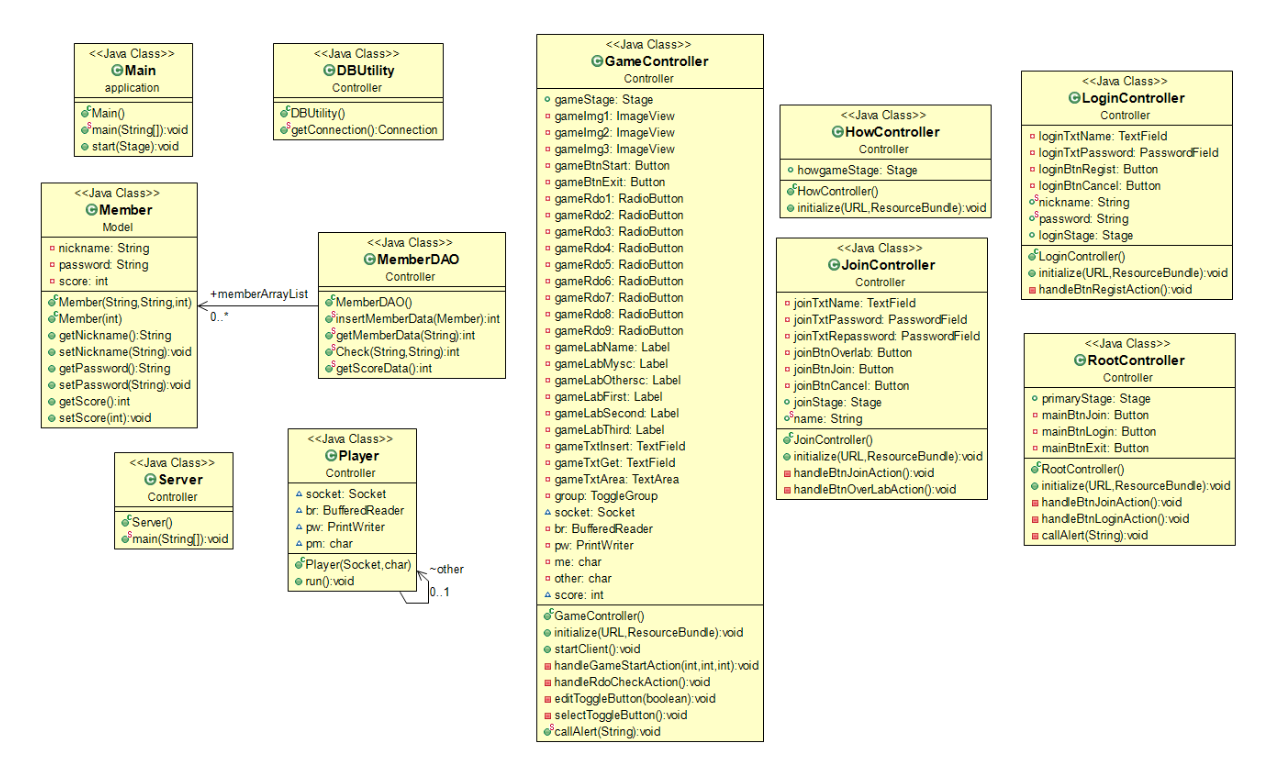 <<Java Class>>
Main
application
Main()
main(String[]):void
start(Stage):void
<<Java Class>>
DBUtility
Controller
DBUtility()
getConnection():Connection
<<Java Class>>
Member
Model
nickname: String
password: String
score: int
Member(String,String,int)
Member(int)
getNickname():String
setNickname(String):void
getPassword():String
setPassword(String):void
getScore():int
setScore(int):void
+memberArrayList
0..*
<<Java Class>>
MemberDAO
Controller
MemberDAO()
insertMemberData(Member):int
getMemberData(String):int
Check(String,String):int
getScoreData():int
<<Java Class>>
Server
Controller
Server()
main(String[]):void
<<Java Class>>
Player
Controller
socket: Socket
br: BufferedReader
pw: PrintWriter
pm: char
Player(Socket,char)
run():void
~other
0..1
<<Java Class>>
GameController
Controller
gameStage: Stage
gameImg1: ImageView
gameImg2: ImageView
gameImg3: ImageView
gameBtnStart: Button
gameBtnExit: Button
gameRdo1: RadioButton
gameRdo2: RadioButton
gameRdo3: RadioButton
gameRdo4: RadioButton
gameRdo5: RadioButton
gameRdo6: RadioButton
gameRdo7: RadioButton
gameRdo8: RadioButton
gameRdo9: RadioButton
gameLabName: Label
gameLabMysc: Label
gameLabOthersc: Label
gameLabFirst: Label
gameLabSecond: Label
gameLabThird: Label
gameTxtInsert: TextField
gameTxtGet: TextField
gameTxtArea: TextArea
group: ToggleGroup
socket: Socket
br: BufferedReader
pw: PrintWriter
me: char
other: char
score: int
GameController()
initialize(URL,ResourceBundle):void
startClient():void
handleGameStartAction(int,int,int):void
handleRdoCheckAction():void
editToggleButton(boolean):void
selectToggleButton():void
callAlert(String):void
<<Java Class>>
HowController
Controller
howgameStage: Stage
HowController()
initialize(URL,ResourceBundle):void
<<Java Class>>
JoinController
Controller
joinTxtName: TextField
joinTxtPassword: PasswordField
joinTxtRepassword: PasswordField
joinBtnOverlab: Button
joinBtnJoin: Button
joinBtnCancel: Button
joinStage: Stage
name: String
JoinController()
initialize(URL,ResourceBundle):void
handleBtnJoinAction():void
handleBtnOverLabAction():void
<<Java Class>>
LoginController
Controller
loginTxtName: TextField
loginTxtPassword: PasswordField
loginBtnRegist: Button
loginBtnCancel: Button
nickname: String
password: String
loginStage: Stage
LoginController()
initialize(URL,ResourceBundle):void
handleBtnRegistAction():void
<<Java Class>>
RootController
Controller
primaryStage: Stage
mainBtnJoin: Button
mainBtnLogin: Button
mainBtnExit: Button
RootController()
initialize(URL,ResourceBundle):void
handleBtnJoinAction():void
handleBtnLoginAction():void
callAlert(String):void